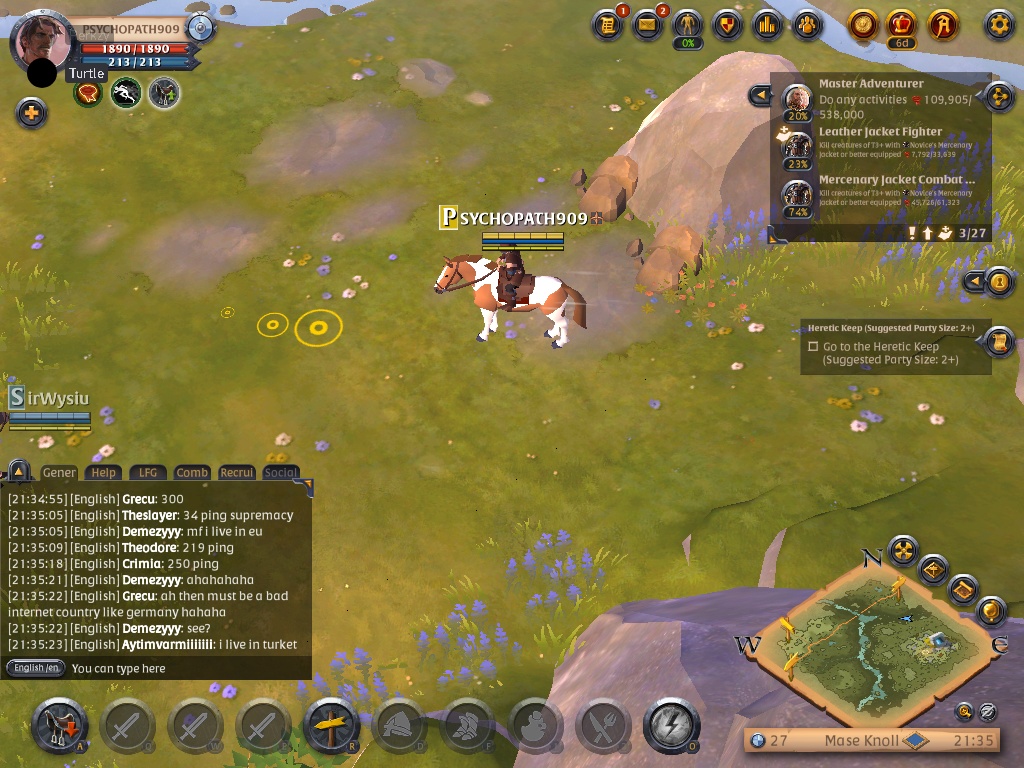 PSYCHOPATH909
1890 / 1890
213 / 213
Turtle
1
2
0%
6d
Master Adventurer
Do any activities 109,905/
538,000
20%
Leather Jacket Fighter
Kill creatures of T3+ with Novice's Mercenary
Jacket or better equipped 7,792/33,639
23%
Mercenary Jacket Combat ...
Kill creatures of T3+ with Novice's Mercenary
Jacket or better equipped 45,726/61,323
74%
3/27
PSYCHOPATH909
Heretic Keep (Suggested Party Size: 2+)
Go to the Heretic Keep
(Suggested Party Size: 2+)
SirWysiu
Gener Help LFG Comb Recrui Social
[21:34:55] [English] Grecu: 300
[21:35:05] [English] Theslayer: 34 ping supremacy
[21:35:05] [English] Demezyyy: mf i live in eu
[21:35:09] [English] Theodore: 219 ping
[21:35:18] [English] Crimia: 250 ping
[21:35:21] [English] Demezyyy: ahahahaha
[21:35:22] [English] Grecu: ah then must be a bad
internet country like germany hahaha
[21:35:22] [English] Demezyyy: see?
[21:35:23] [English] Aytimvarmiiiiiii: i live in turket
English /en You can type here
N
W
E
A Q W E R D F O
27 Mase Knoll 21:35